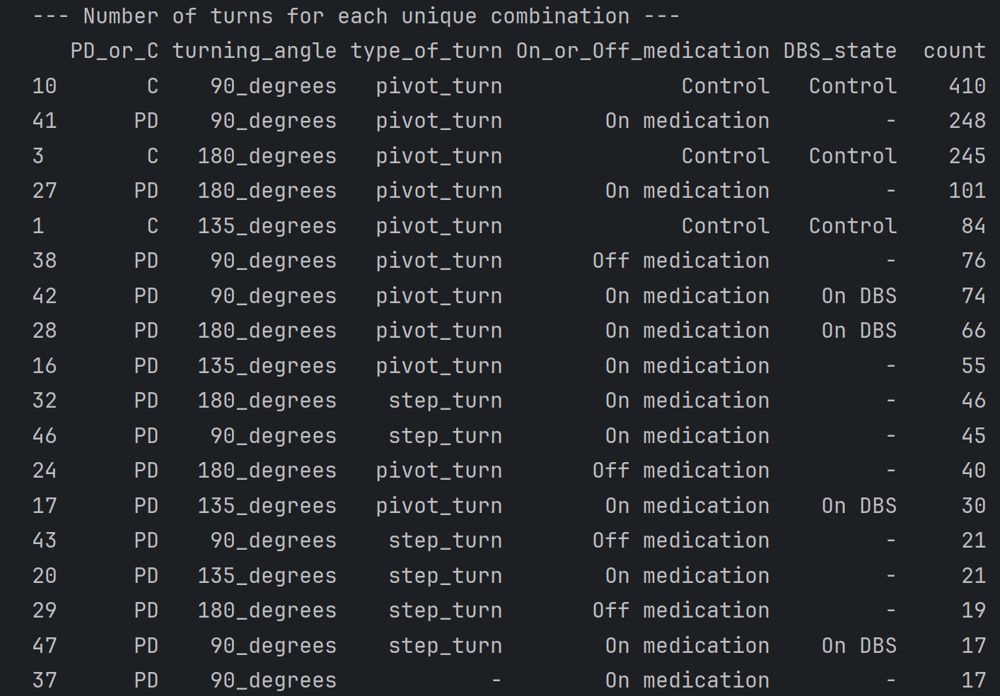 --- Number of turns for each unique combination ---
PD_or_C turning_angle type_of_turn On_or_Off_medication DBS_state count
10 C 90_degrees pivot_turn Control Control 410
41 PD 90_degrees pivot_turn On medication - 248
3 C 180_degrees pivot_turn Control Control 245
27 PD 180_degrees pivot_turn On medication - 101
1 C 135_degrees pivot_turn Control Control 84
38 PD 90_degrees pivot_turn Off medication - 76
42 PD 90_degrees pivot_turn On medication On DBS 74
28 PD 180_degrees pivot_turn On medication On DBS 66
16 PD 135_degrees pivot_turn On medication - 55
32 PD 180_degrees step_turn On medication - 46
46 PD 90_degrees step_turn On medication - 45
24 PD 180_degrees pivot_turn Off medication - 40
17 PD 135_degrees pivot_turn On medication On DBS 30
43 PD 90_degrees step_turn Off medication - 21
20 PD 135_degrees step_turn On medication - 21
29 PD 180_degrees step_turn Off medication - 19
47 PD 90_degrees step_turn On medication On DBS 17
37 PD 90_degrees - On medication - 17